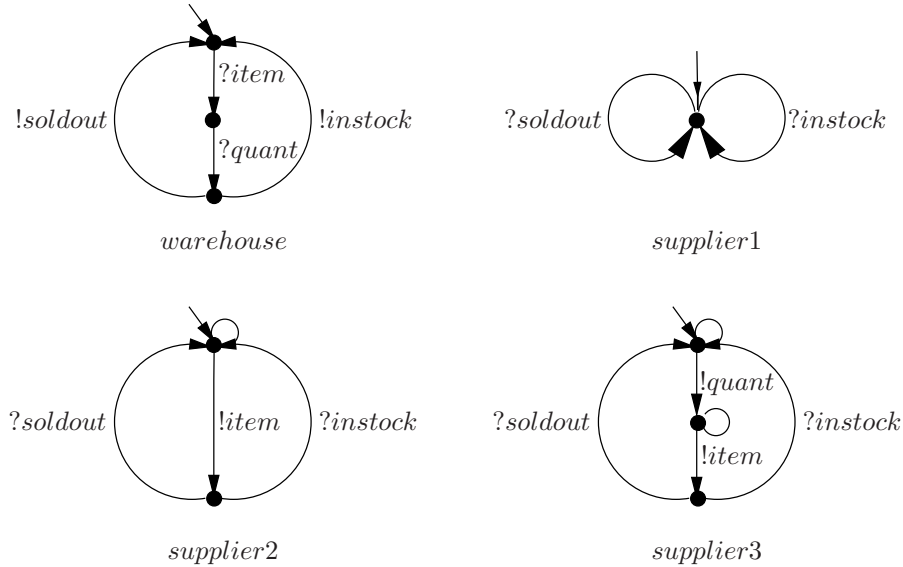 ?item
!soldout
!instock
?quant
warehouse
?soldout
?instock
supplier1
?soldout
!item
?instock
supplier2
!quant
?soldout
?instock
!item
supplier3